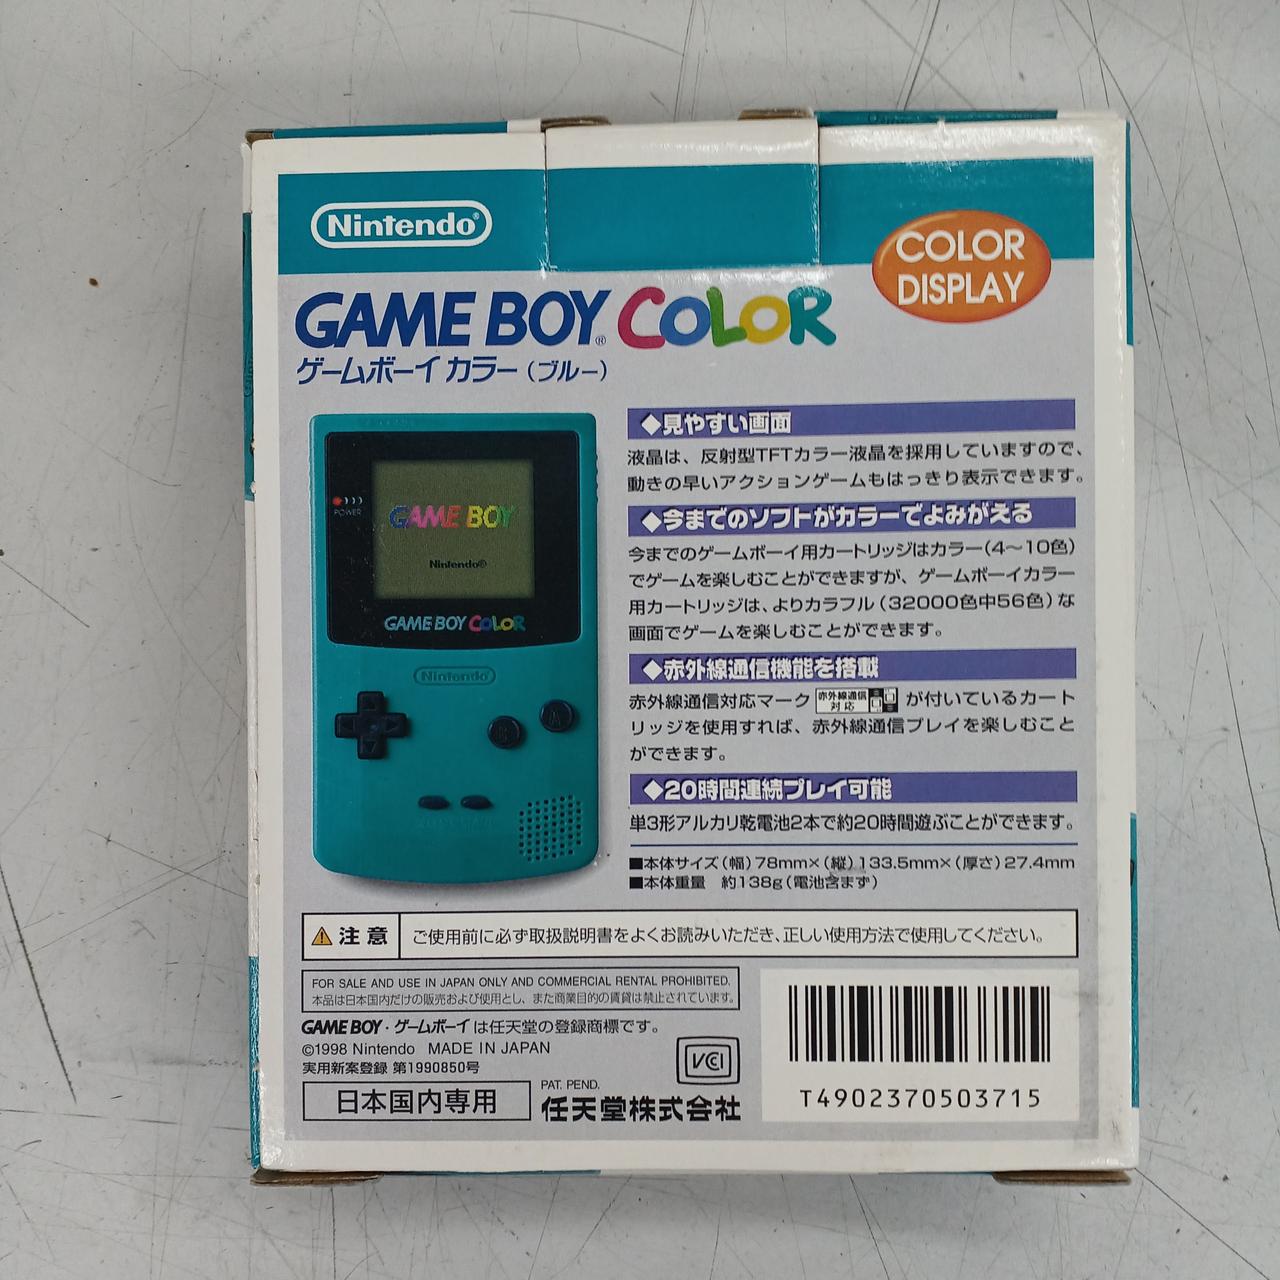 Nintendo®
COLOR
DISPLAY
GAME BOY® COLOR
ゲームボーイ カラー(ブルー)
POWER
GAME BOY
Nintendo®
GAME BOY COLOR
Nintendo
B
A
◆見やすい画面
液晶は、反射型TFTカラー液晶を採用していますので、
動きの早いアクションゲームもはっきり表示できます。
◆今までのソフトがカラーでよみがえる
今までのゲームボーイ用カートリッジはカラー(4〜10色)
でゲームを楽しむことができますが、ゲームボーイカラー
用カートリッジは、よりカラフル(32000色中56色)な
画面でゲームを楽しむことができます。
◆赤外線通信機能を搭載
赤外線通信対応マーク 赤外線通信 対応 が付いているカート
リッジを使用すれば、赤外線通信プレイを楽しむこと
ができます。
◆20時間連続プレイ可能
単3形アルカリ乾電池2本で約20時間遊ぶことができます。
■本体サイズ(幅)78mm×(縦)133.5mm×(厚さ)27.4mm
■本体重量 約138g(電池含まず)
注意 ご使用前に必ず取扱説明書をよくお読みいただき、正しい使用方法で使用してください。
FOR SALE AND USE IN JAPAN ONLY AND COMMERCIAL RENTAL PROHIBITED.
本品は日本国内だけの販売および使用とし、また商業目的の賃貸は禁止されています。
GAME BOY・ゲームボーイは任天堂の登録商標です。
©1998 Nintendo MADE IN JAPAN
実用新案登録 第1990850号
VCI
日本国内専用
PAT. PEND.
任天堂株式会社
T4902370503715